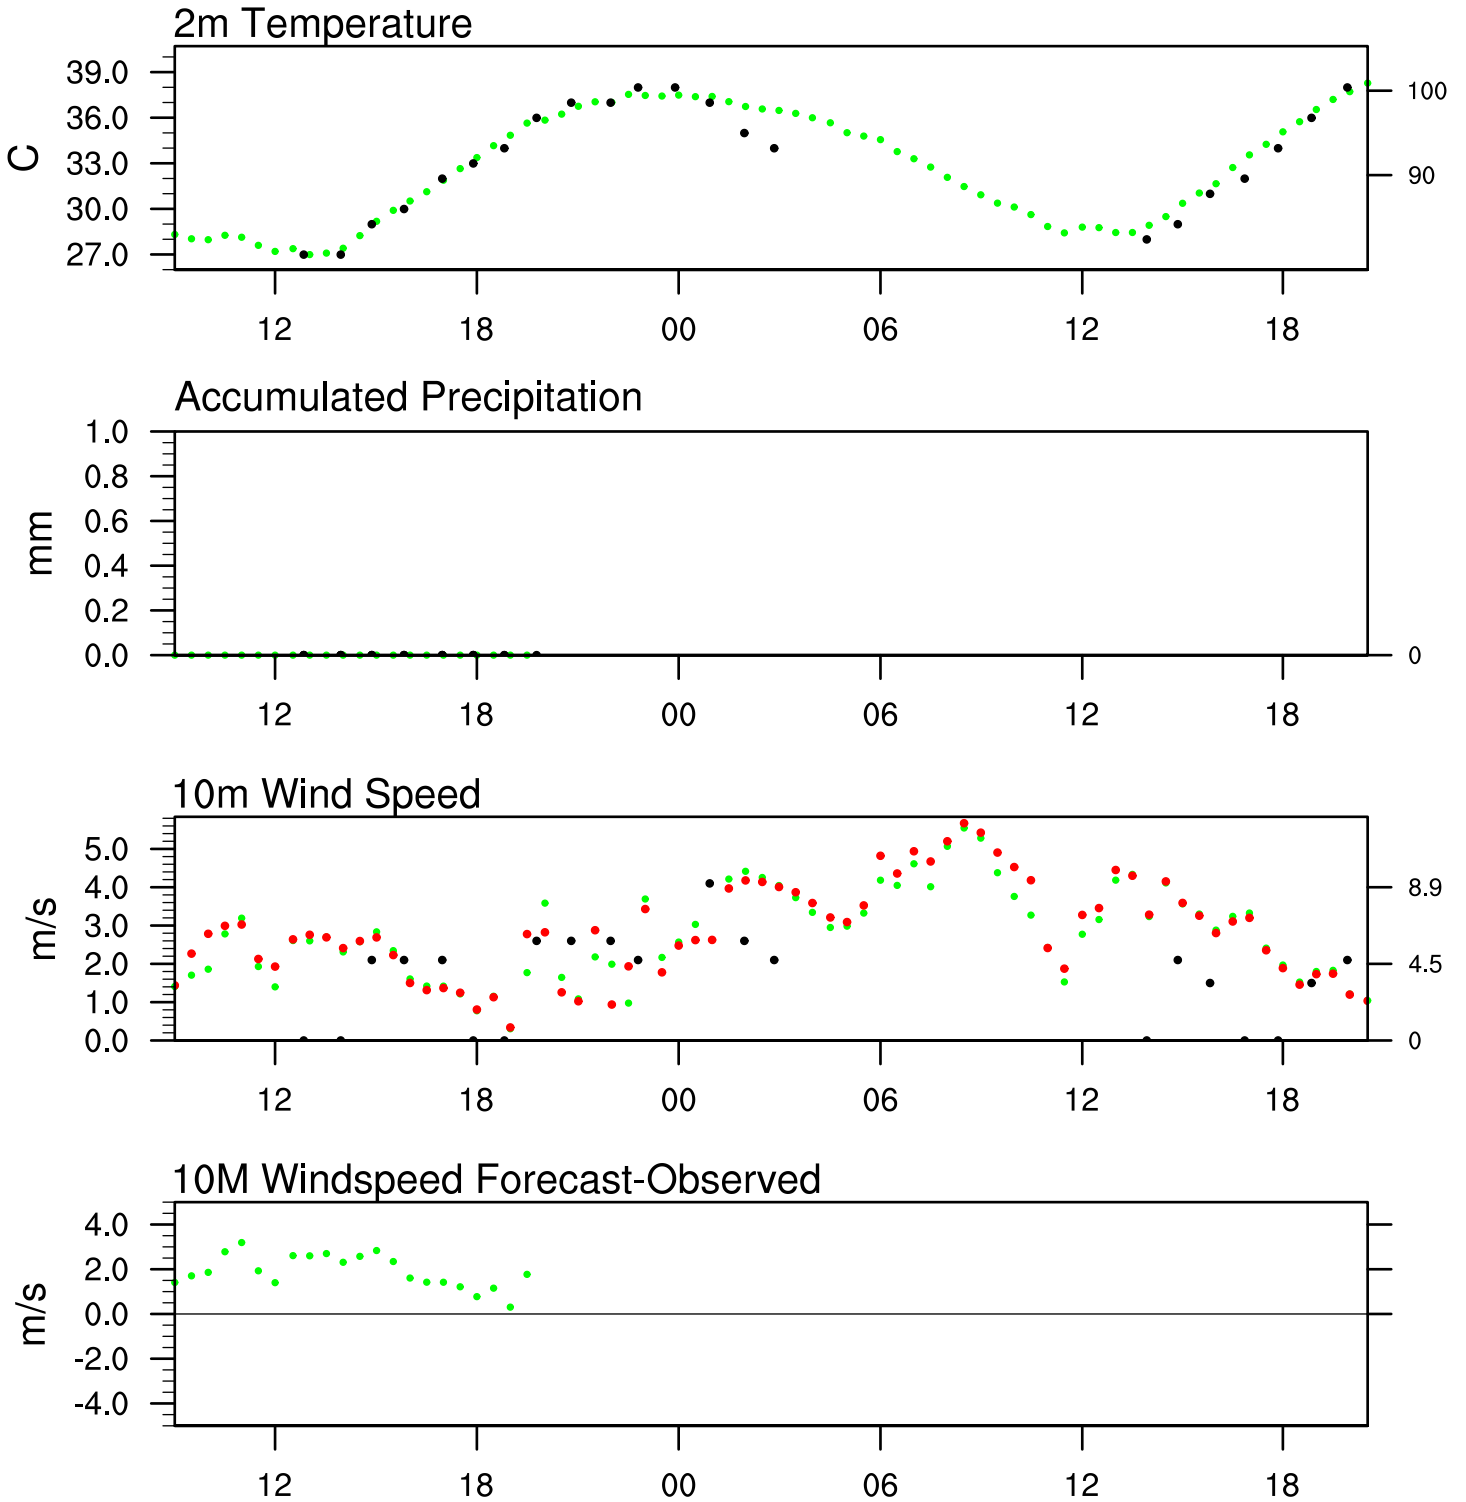 2m Temperature
39.0
36.0
33.0
30.0
27.0
C
100
90
12 18 00 06 12 18
Accumulated Precipitation
1.0
0.8
0.6
0.4
0.2
0.0
mm
0
12 18 00 06 12 18
10m Wind Speed
5.0
4.0
3.0
2.0
1.0
0.0
m/s
8.9
4.5
0
12 18 00 06 12 18
10M Windspeed Forecast-Observed
4.0
2.0
0.0
-2.0
-4.0
m/s
12 18 00 06 12 18